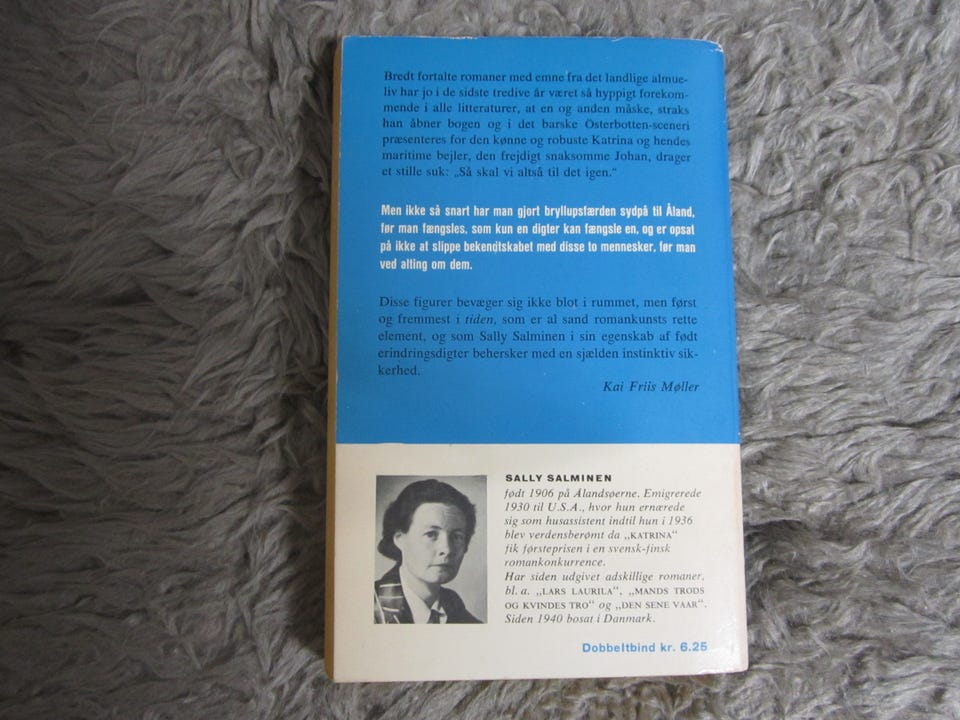 Bredt fortalte romaner med emne fra det landlige almue-
liv har jo i de sidste tredive år været så hyppigt forekom-
mende i alle litteraturer, at en og anden måske, straks
han åbner bogen og i det barske Österbotten-sceneri
præsenteres for den kønne og robuste Katrina og hendes
maritime bejler, den frejdigt snaksomme Johan, drager
et stille suk: „Så skal vi altså til det igen.“
Men ikke så snart har man gjort bryllupsfærden sydpå til Åland,
før man fængsles, som kun en digter kan fængsle en, og er opsat
på ikke at slippe bekendtskabet med disse to mennesker, før man
ved alting om dem.
Disse figurer bevæger sig ikke blot i rummet, men først
og fremmest i tiden, som er al sand romankunsts rette
element, og som Sally Salminen i sin egenskab af født
erindringsdigter behersker med en sjælden instinktiv sik-
kerhed.
Kai Friis Møller
SALLY SALMINEN
født 1906 på Ålandsøerne. Emigrerede
1930 til U.S.A., hvor hun ernærede
sig som husassistent indtil hun i 1936
blev verdensberømt da „KATRINA“
fik førsteprisen i en svensk-finsk
romankonkurrence.
Har siden udgivet adskillige romaner,
bl. a. „LARS LAURILA“, „MANDS TRODS
OG KVINDES TRO“ og „DEN SENE VAAR“.
Siden 1940 bosat i Danmark.
Dobbeltbind kr. 6.25